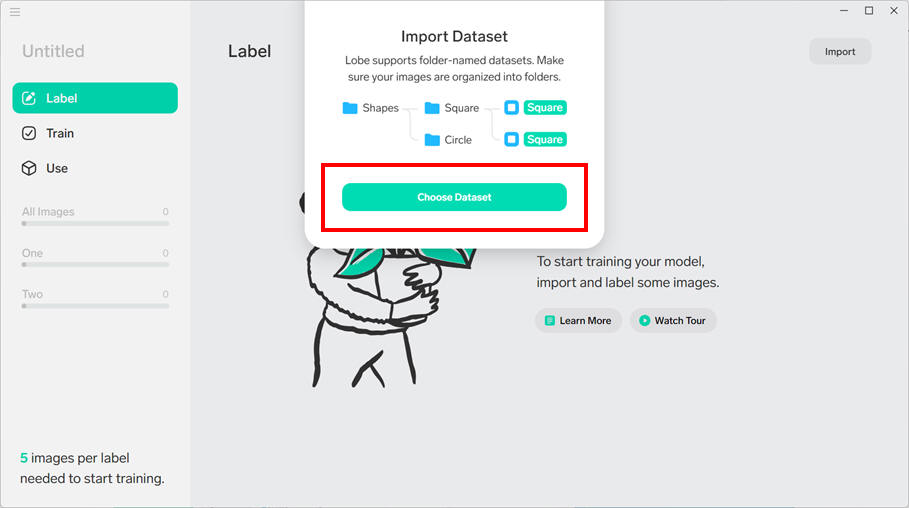 Untitled
Label
Train
Use
All Images 0
One 0
Two 0
5 images per label
needed to start training.
Label
Import
Import Dataset
Lobe supports folder-named datasets. Make
sure your images are organized into folders.
Shapes Square Square
Circle Square
Choose Dataset
To start training your model,
import and label some images.
Learn More Watch Tour